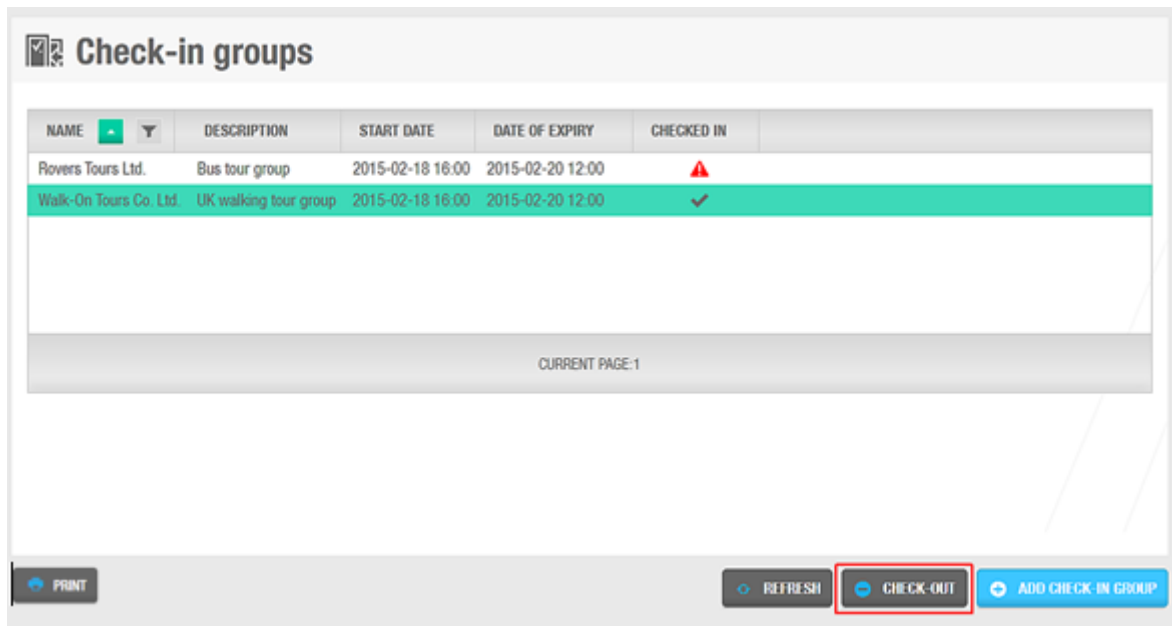 Check-in groups
NAME DESCRIPTION START DATE DATE OF EXPIRY CHECKED IN
Rovers Tours Ltd. Bus tour group 2015-02-18 16:00 2015-02-20 12:00
Walk-On Tours Co. Ltd. UK walking tour group 2015-02-18 16:00 2015-02-20 12:00
CURRENT PAGE:1
PRINT REFRESH CHECK-OUT ADD CHECK-IN GROUP